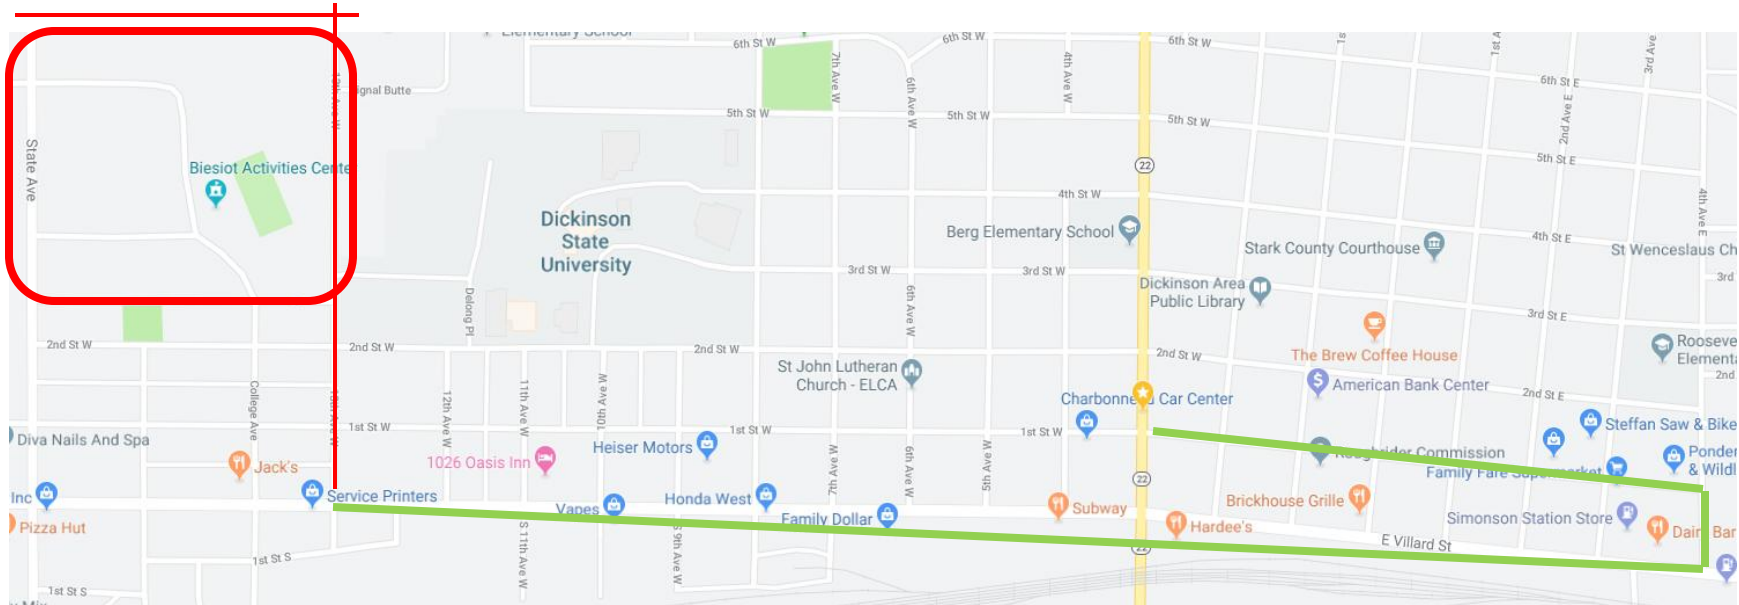 Elementary School
6th St W
6th St W
6th St W
6th St E
1st A
3rd Ave
7th Ave W
6th Ave W
4th Ave W
5th St W
5th St W
5th St W
5th St E
2nd Ave E
State Ave
Biesiot Activities Center
Dickinson
State
University
22
4th St W
4th St E
4th Ave E
Berg Elementary School
Stark County Courthouse
St Wenceslaus Ch
3rd St W
3rd St W
3rd
Dickinson Area
Public Library
Delong Pl
6th Ave W
3rd St E
2nd St W
2nd St W
2nd St W
2nd St W
St John Lutheran
Church - ELCA
The Brew Coffee House
Rooseve
Elementa
2nd
American Bank Center
2nd St E
College Ave
12th Ave W
11th Ave W
10th Ave W
Car Center
1st St W
1st St W
1st St W
Diva Nails And Spa
Heiser Motors
Steffan Saw & Bike
Jack's
1026 Oasis Inn
7th Ave W
6th Ave W
5th Ave W
Roughrider Commission
Family Fare Supermarket
Ponder
& Wildl
Inc
Service Printers
Vapes
Honda West
Family Dollar
22
Subway
Brickhouse Grille
Simonson Station Store
Pizza Hut
Hardee's
Bar
E Villard St
22
1st St S
S 11th Ave W
S 9th Ave W
1st St S